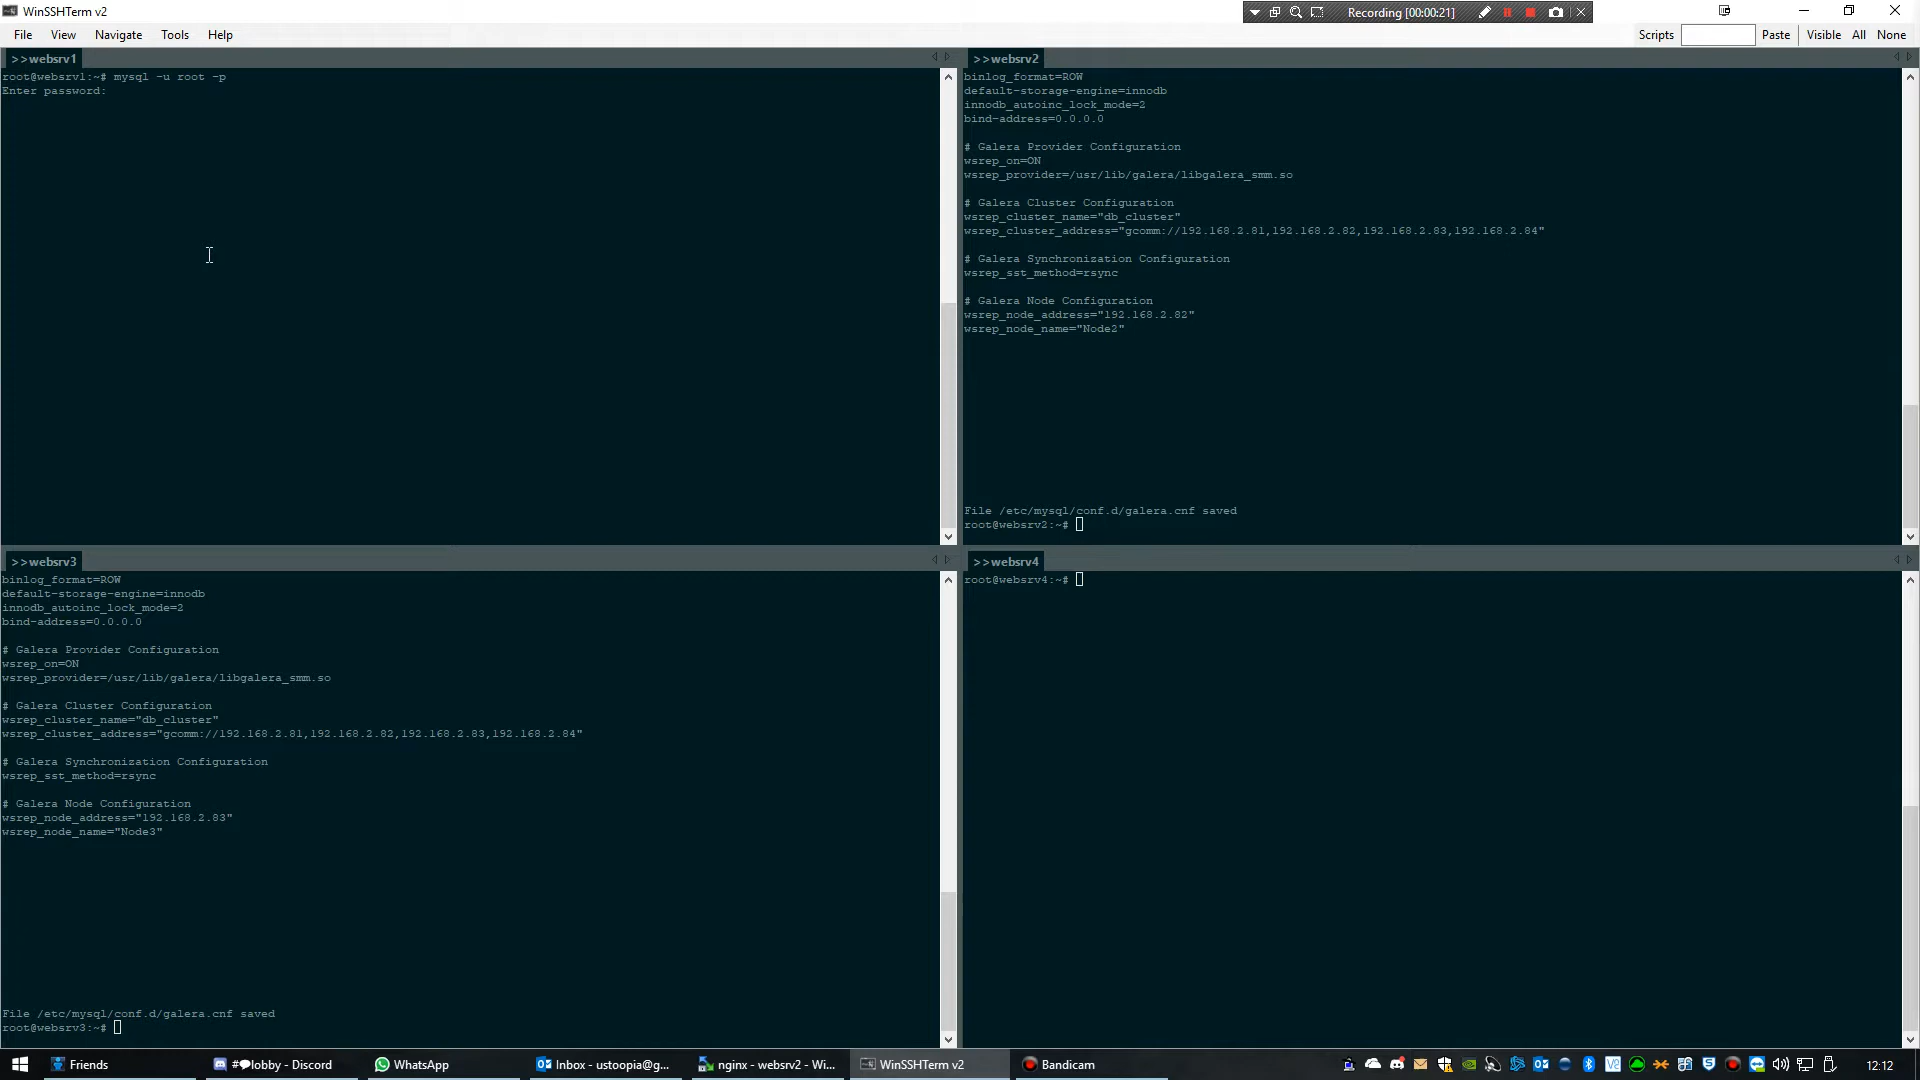 WinSSHTerm v2
Recording [00:00:21]
File View Navigate Tools Help
Scripts Paste Visible All None
>>websrv1
root@websrv1:~# mysql -u root -p
Enter password:
>>websrv2
binlog_format=ROW
default-storage-engine=innodb
innodb_autoinc_lock_mode=2
bind-address=0.0.0.0
# Galera Provider Configuration
wsrep_on=ON
wsrep_provider=/usr/lib/galera/libgalera_smm.so
# Galera Cluster Configuration
wsrep_cluster_name="db_cluster"
wsrep_cluster_address="gcomm://192.168.2.81,192.168.2.82,192.168.2.83,192.168.2.84"
# Galera Synchronization Configuration
wsrep_sst_method=rsync
# Galera Node Configuration
wsrep_node_address="192.168.2.82"
wsrep_node_name="Node2"
File /etc/mysql/conf.d/galera.cnf saved
root@websrv2:~#
>>websrv3
binlog_format=ROW
default-storage-engine=innodb
innodb_autoinc_lock_mode=2
bind-address=0.0.0.0
# Galera Provider Configuration
wsrep_on=ON
wsrep_provider=/usr/lib/galera/libgalera_smm.so
# Galera Cluster Configuration
wsrep_cluster_name="db_cluster"
wsrep_cluster_address="gcomm://192.168.2.81,192.168.2.82,192.168.2.83,192.168.2.84"
# Galera Synchronization Configuration
wsrep_sst_method=rsync
# Galera Node Configuration
wsrep_node_address="192.168.2.83"
wsrep_node_name="Node3"
File /etc/mysql/conf.d/galera.cnf saved
root@websrv3:~#
>>websrv4
root@websrv4:~#
Friends
#💬lobby - Discord
WhatsApp
Inbox - ustoopia@g...
nginx - websrv2 - Wi...
WinSSHTerm v2
Bandicam
12:12